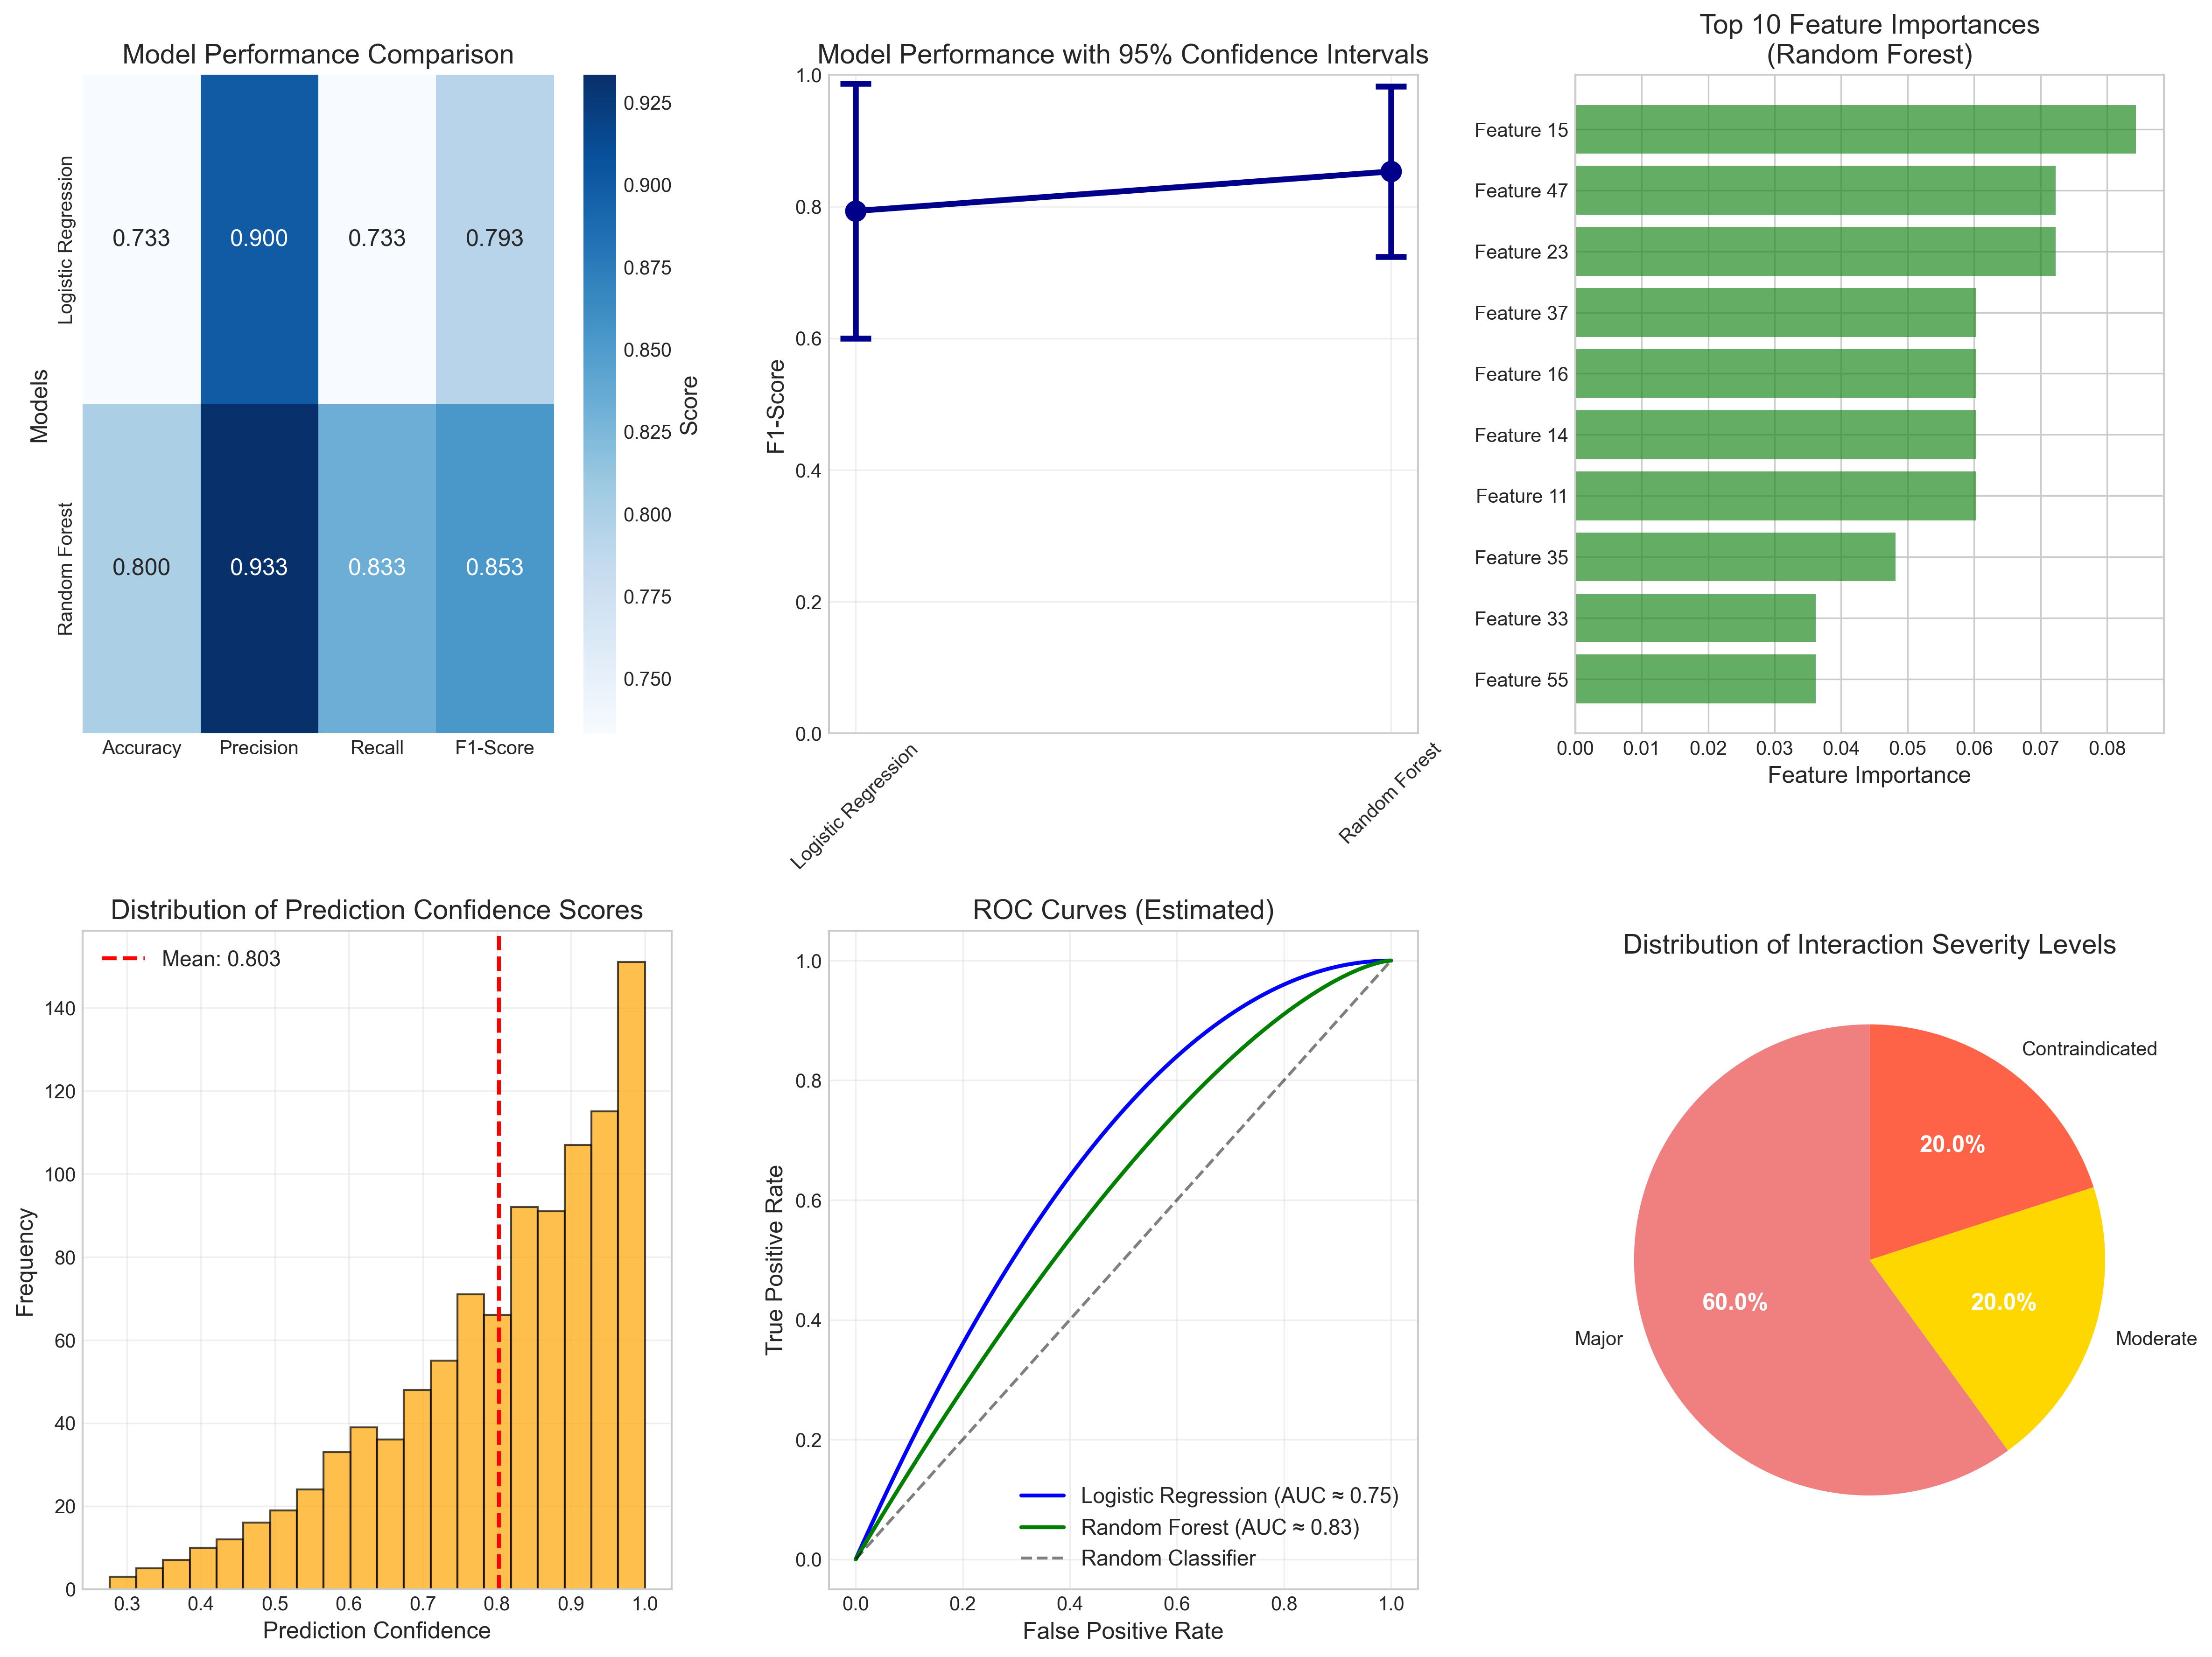 Model Performance Comparison
Models
Logistic Regression
Random Forest
0.733
0.900
0.733
0.793
0.800
0.933
0.833
0.853
Accuracy
Precision
Recall
F1-Score
0.925
0.900
0.875
0.850
0.825
0.800
0.775
0.750
Score
Model Performance with 95% Confidence Intervals
F1-Score
1.0
0.8
0.6
0.4
0.2
0.0
Logistic Regression
Random Forest
Top 10 Feature Importances
(Random Forest)
Feature 15
Feature 47
Feature 23
Feature 37
Feature 16
Feature 14
Feature 11
Feature 35
Feature 33
Feature 55
0.00
0.01
0.02
0.03
0.04
0.05
0.06
0.07
0.08
Feature Importance
Distribution of Prediction Confidence Scores
Mean: 0.803
Frequency
140
120
100
80
60
40
20
0
0.3
0.4
0.5
0.6
0.7
0.8
0.9
1.0
Prediction Confidence
ROC Curves (Estimated)
True Positive Rate
1.0
0.8
0.6
0.4
0.2
0.0
Logistic Regression (AUC ≈ 0.75)
Random Forest (AUC ≈ 0.83)
Random Classifier
0.0
0.2
0.4
0.6
0.8
1.0
False Positive Rate
Distribution of Interaction Severity Levels
Contraindicated
20.0%
60.0%
20.0%
Major
Moderate